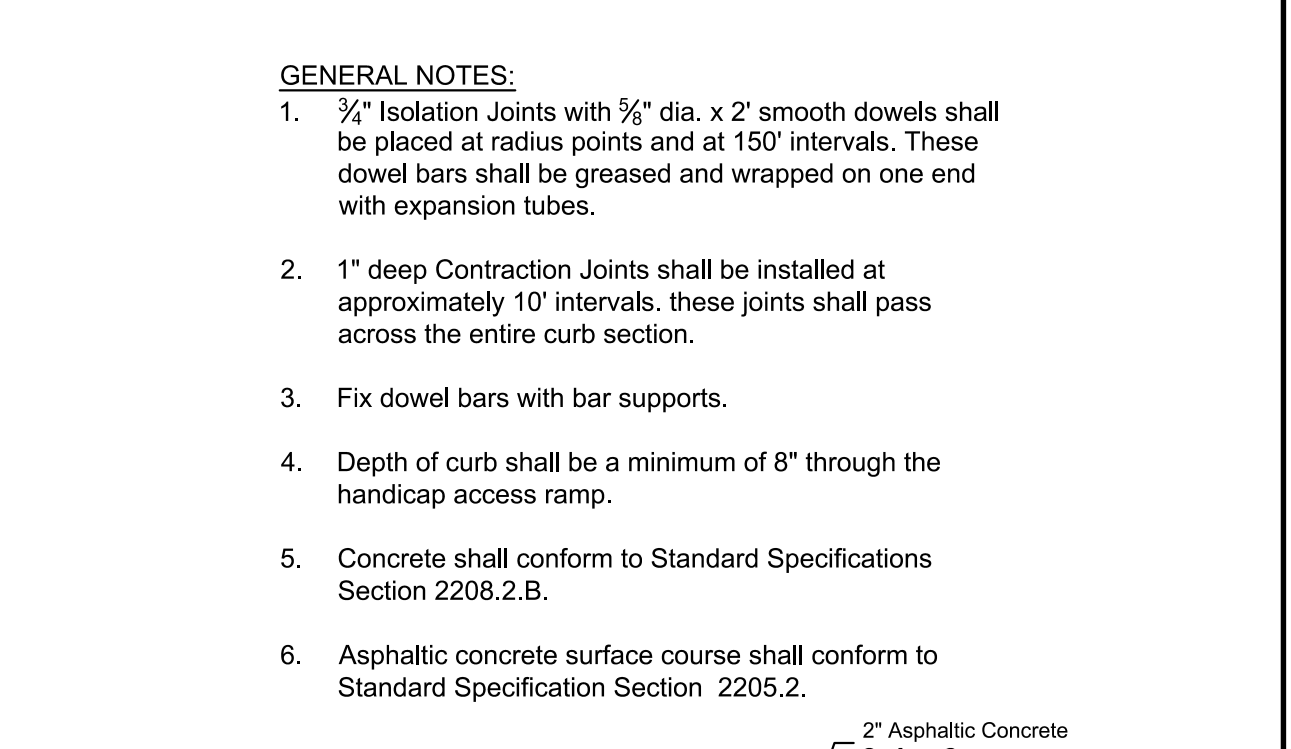 GENERAL NOTES:
1. ¾" Isolation Joints with ⅝" dia. x 2' smooth dowels shall
be placed at radius points and at 150' intervals. These
dowel bars shall be greased and wrapped on one end
with expansion tubes.
2. 1" deep Contraction Joints shall be installed at
approximately 10' intervals. these joints shall pass
across the entire curb section.
3. Fix dowel bars with bar supports.
4. Depth of curb shall be a minimum of 8" through the
handicap access ramp.
5. Concrete shall conform to Standard Specifications
Section 2208.2.B.
6. Asphaltic concrete surface course shall conform to
Standard Specification Section 2205.2.
2" Asphaltic Concrete